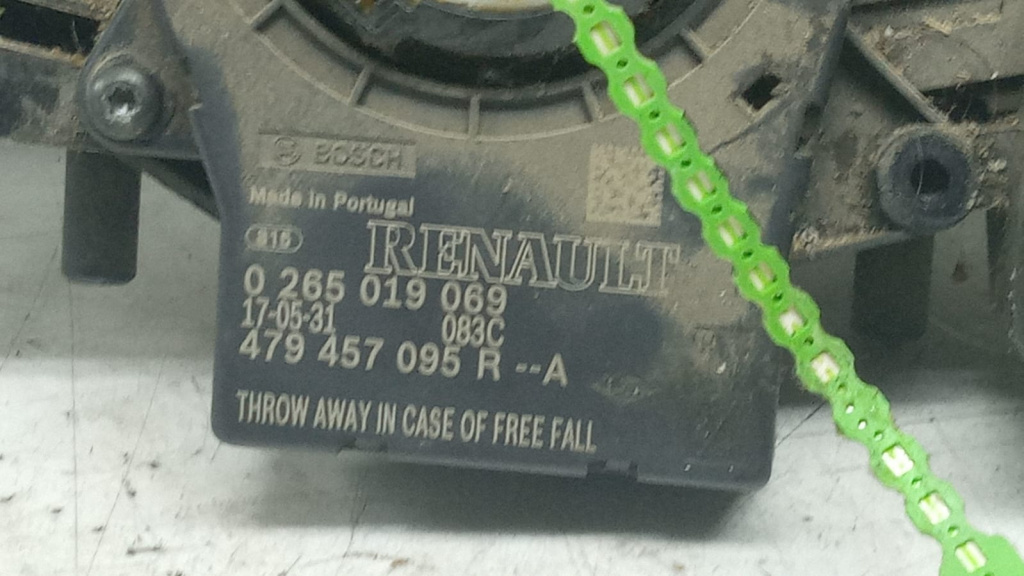 BOSCH
Made in Portugal
816
RENAULT
0 265 019 069
17-05-31 083C
479 457 095 R --A
THROW AWAY IN CASE OF FREE FALL